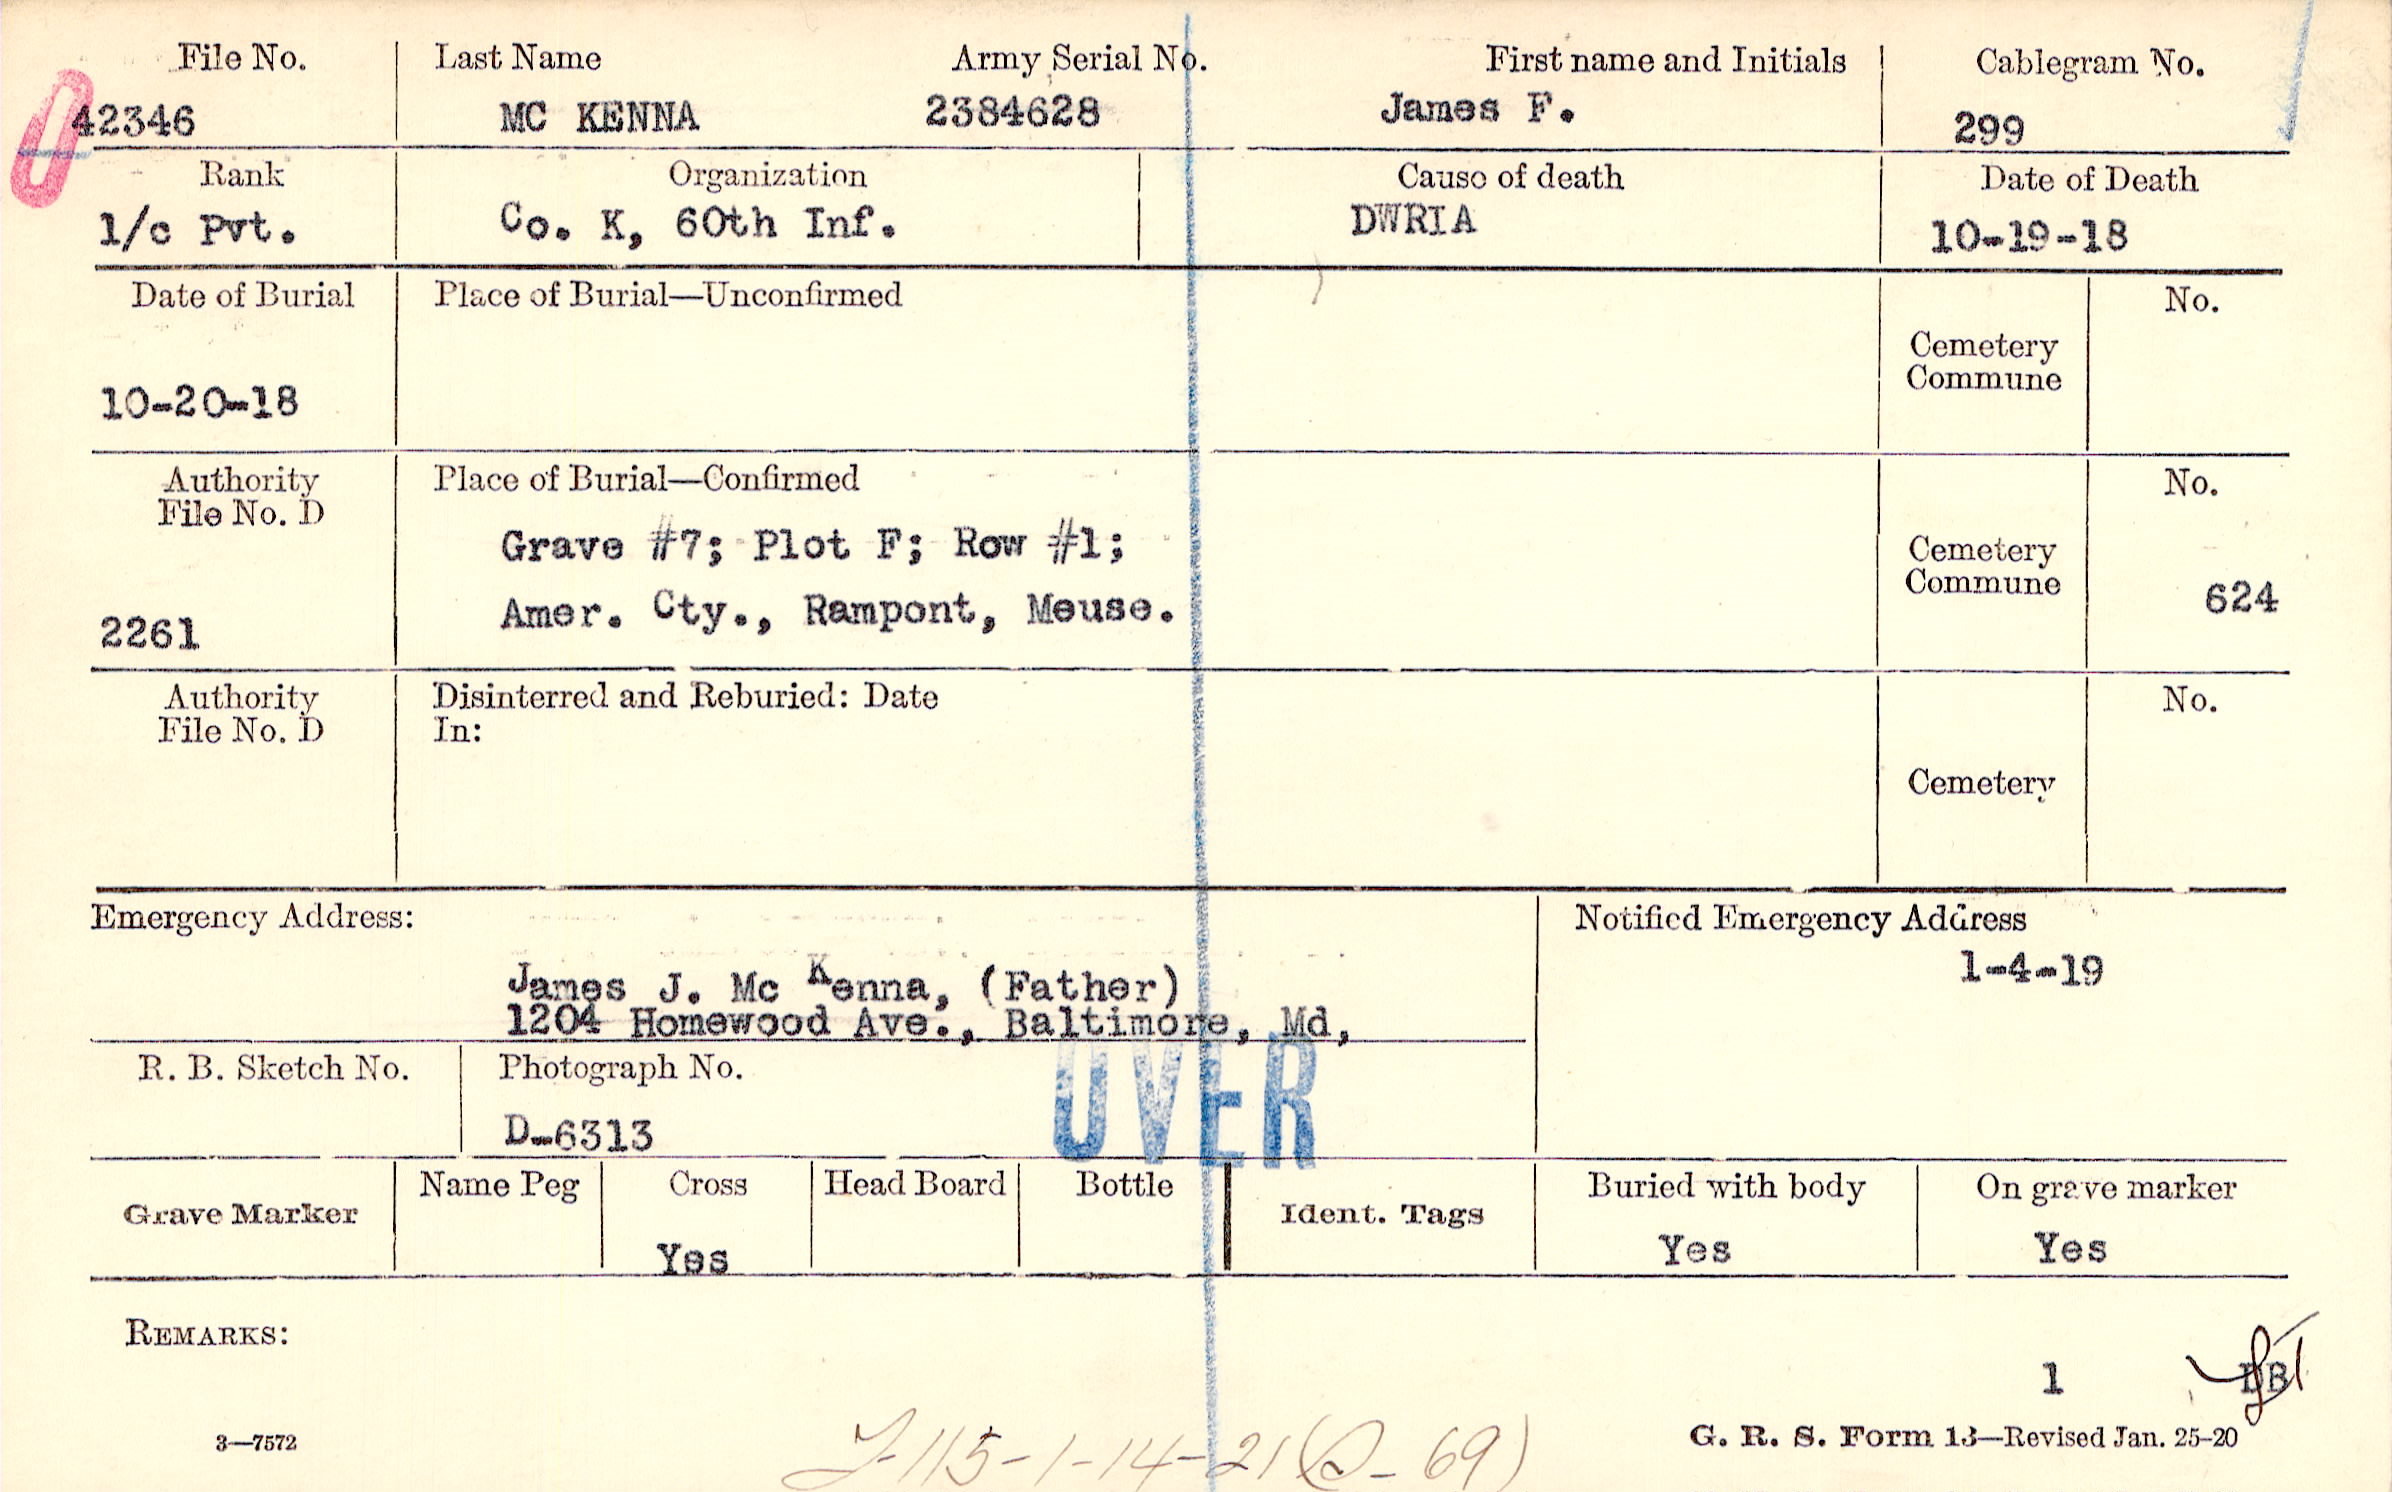 File No. Last Name Army Serial No. First name and Initials Cablegram No.
42346 MC KENNA 2384628 James F. 299
Rank Organization Cause of death Date of Death
1/c Pvt. Co. K, 60th Inf. DWRIA 10-19-18
Date of Burial Place of Burial—Unconfirmed No.
Cemetery
Commune
10-20-18
Authority Place of Burial—Confirmed No.
File No. D
Grave #7; Plot F; Row #1; Cemetery
Commune 624
2261 Amer. Cty., Rampont, Meuse.
Authority Disinterred and Reburied: Date No.
File No. D In:
Cemetery
Emergency Address: Notified Emergency Address
1-4-19
James J. Mc Kenna, (Father)
1204 Homewood Ave., Baltimore, Md,
R. B. Sketch No. Photograph No.
OVER
D-6313
Grave Marker Name Peg Cross Head Board Bottle Ident. Tags Buried with body On grave marker
Yes Yes Yes
REMARKS:
1
3—7572 G. R. S. Form 13—Revised Jan. 25-20
-115-1-14-21( - 69)